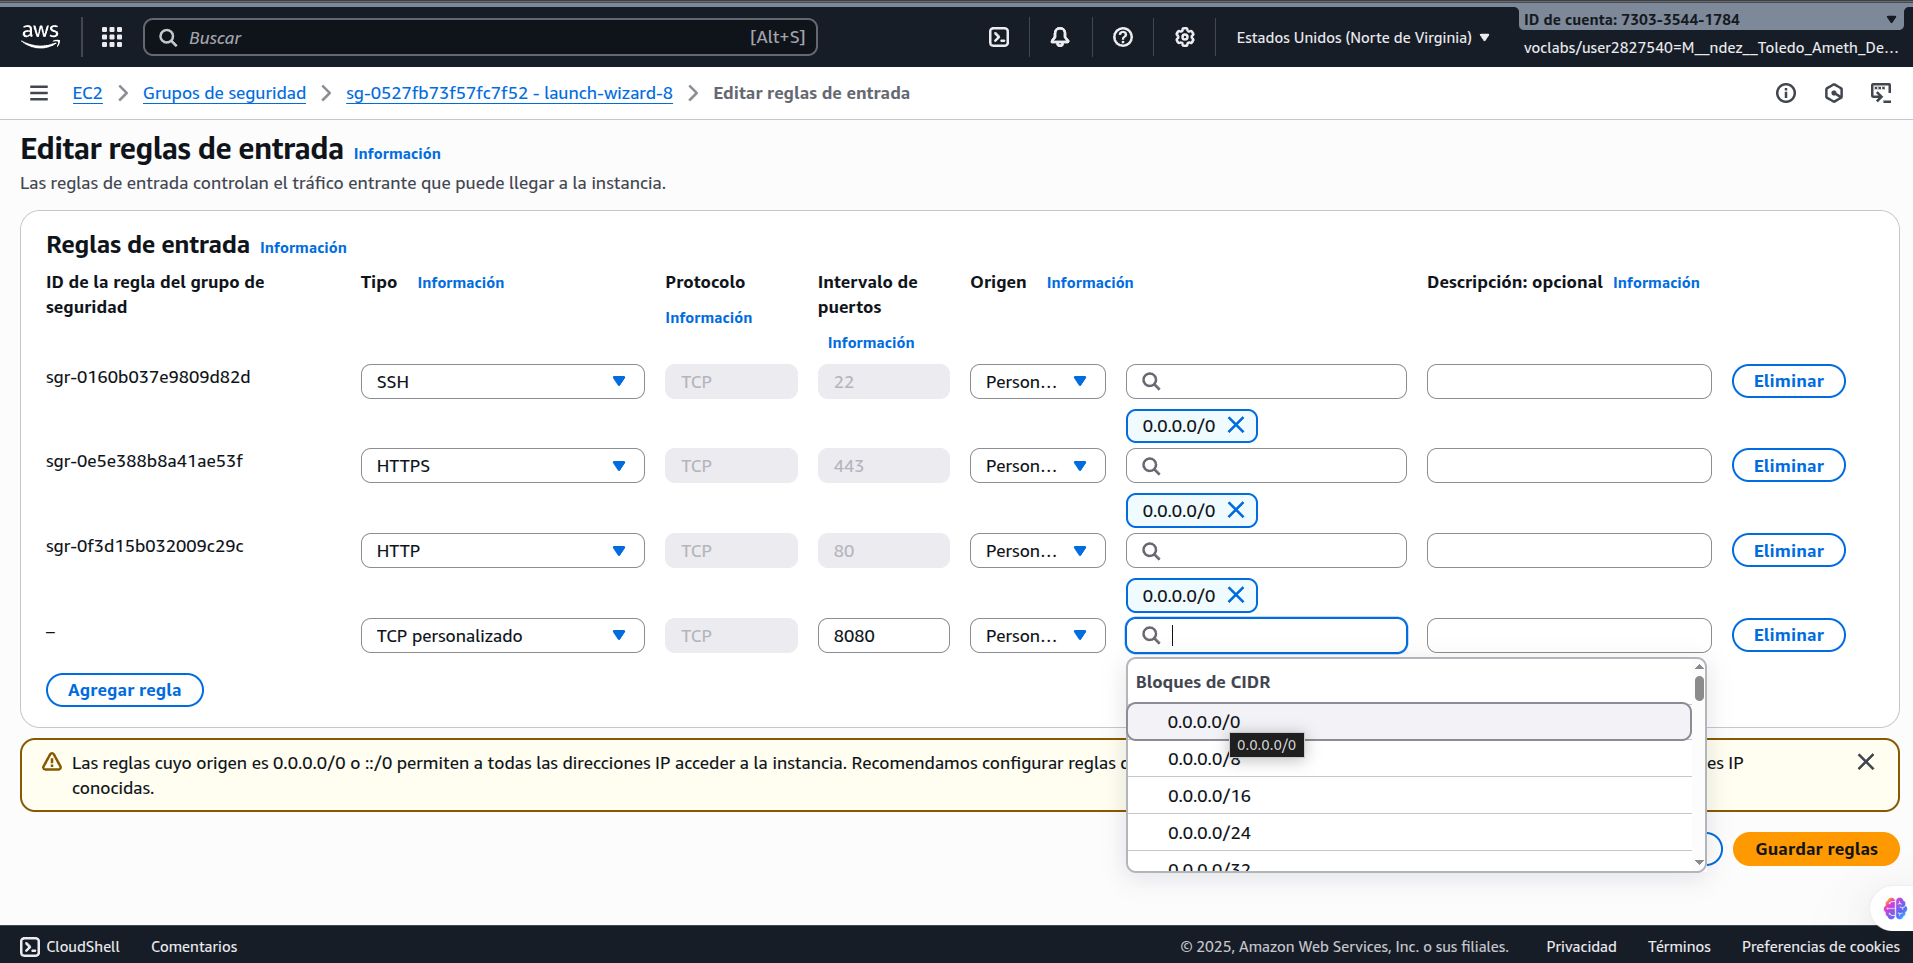 aws
Buscar
[Alt+S]
Estados Unidos (Norte de Virginia)
ID de cuenta: 7303-3544-1784
voclabs/user2827540=M__ndez__Toledo_Ameth_De...
EC2
Grupos de seguridad
sg-0527fb73f57fc7f52 - launch-wizard-8
Editar reglas de entrada
Editar reglas de entrada Información
Las reglas de entrada controlan el tráfico entrante que puede llegar a la instancia.
Reglas de entrada Información
ID de la regla del grupo de seguridad
Tipo Información
Protocolo Información
Intervalo de puertos Información
Origen Información
Descripción: opcional Información
sgr-0160b037e9809d82d
SSH
TCP
22
Person...
Eliminar
0.0.0.0/0
sgr-0e5e388b8a41ae53f
HTTPS
TCP
443
Person...
Eliminar
0.0.0.0/0
sgr-0f3d15b032009c29c
HTTP
TCP
80
Person...
Eliminar
0.0.0.0/0
–
TCP personalizado
TCP
8080
Person...
Eliminar
Agregar regla
Bloques de CIDR
0.0.0.0/0
0.0.0.0/0
0.0.0.0/8
0.0.0.0/16
0.0.0.0/24
0.0.0.0/32
Las reglas cuyo origen es 0.0.0.0/0 o ::/0 permiten a todas las direcciones IP acceder a la instancia. Recomendamos configurar reglas
es IP
conocidas.
Guardar reglas
CloudShell
Comentarios
© 2025, Amazon Web Services, Inc. o sus filiales.
Privacidad
Términos
Preferencias de cookies